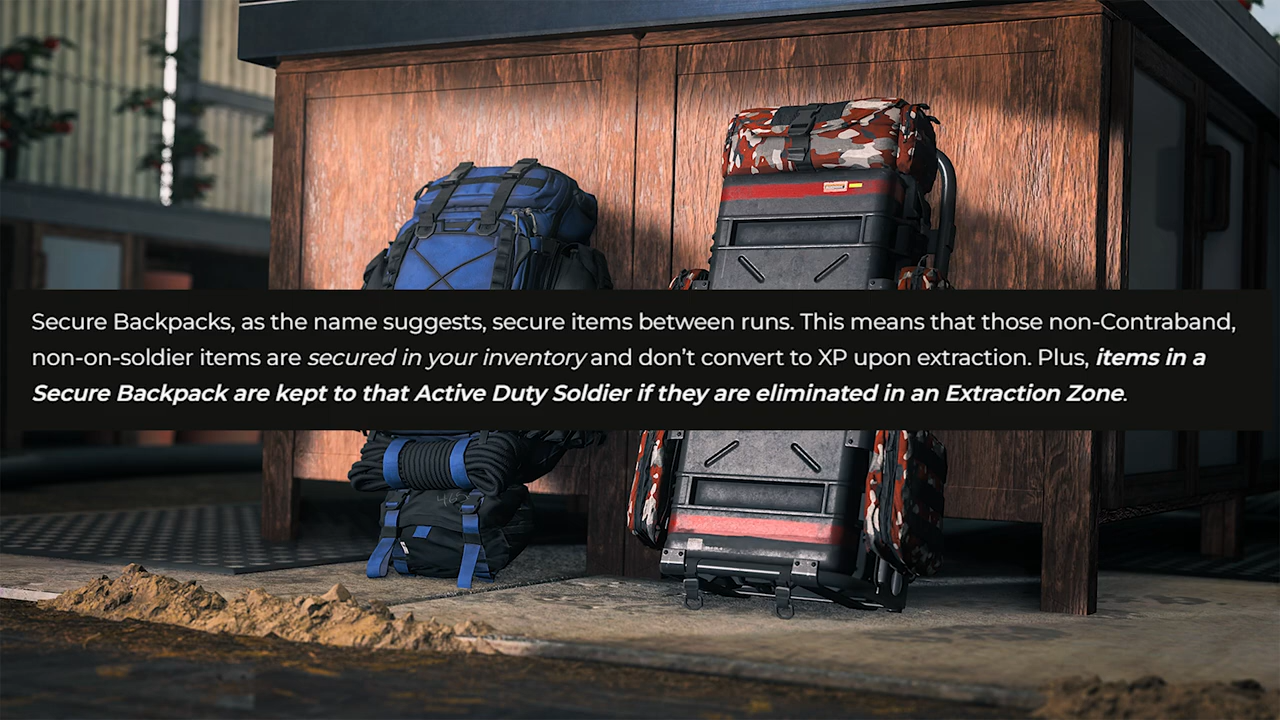 Secure Backpacks, as the name suggests, secure items between runs. This means that those non-Contraband,
non-on-soldier items are secured in your inventory and don’t convert to XP upon extraction. Plus, items in a
Secure Backpack are kept to that Active Duty Soldier if they are eliminated in an Extraction Zone.